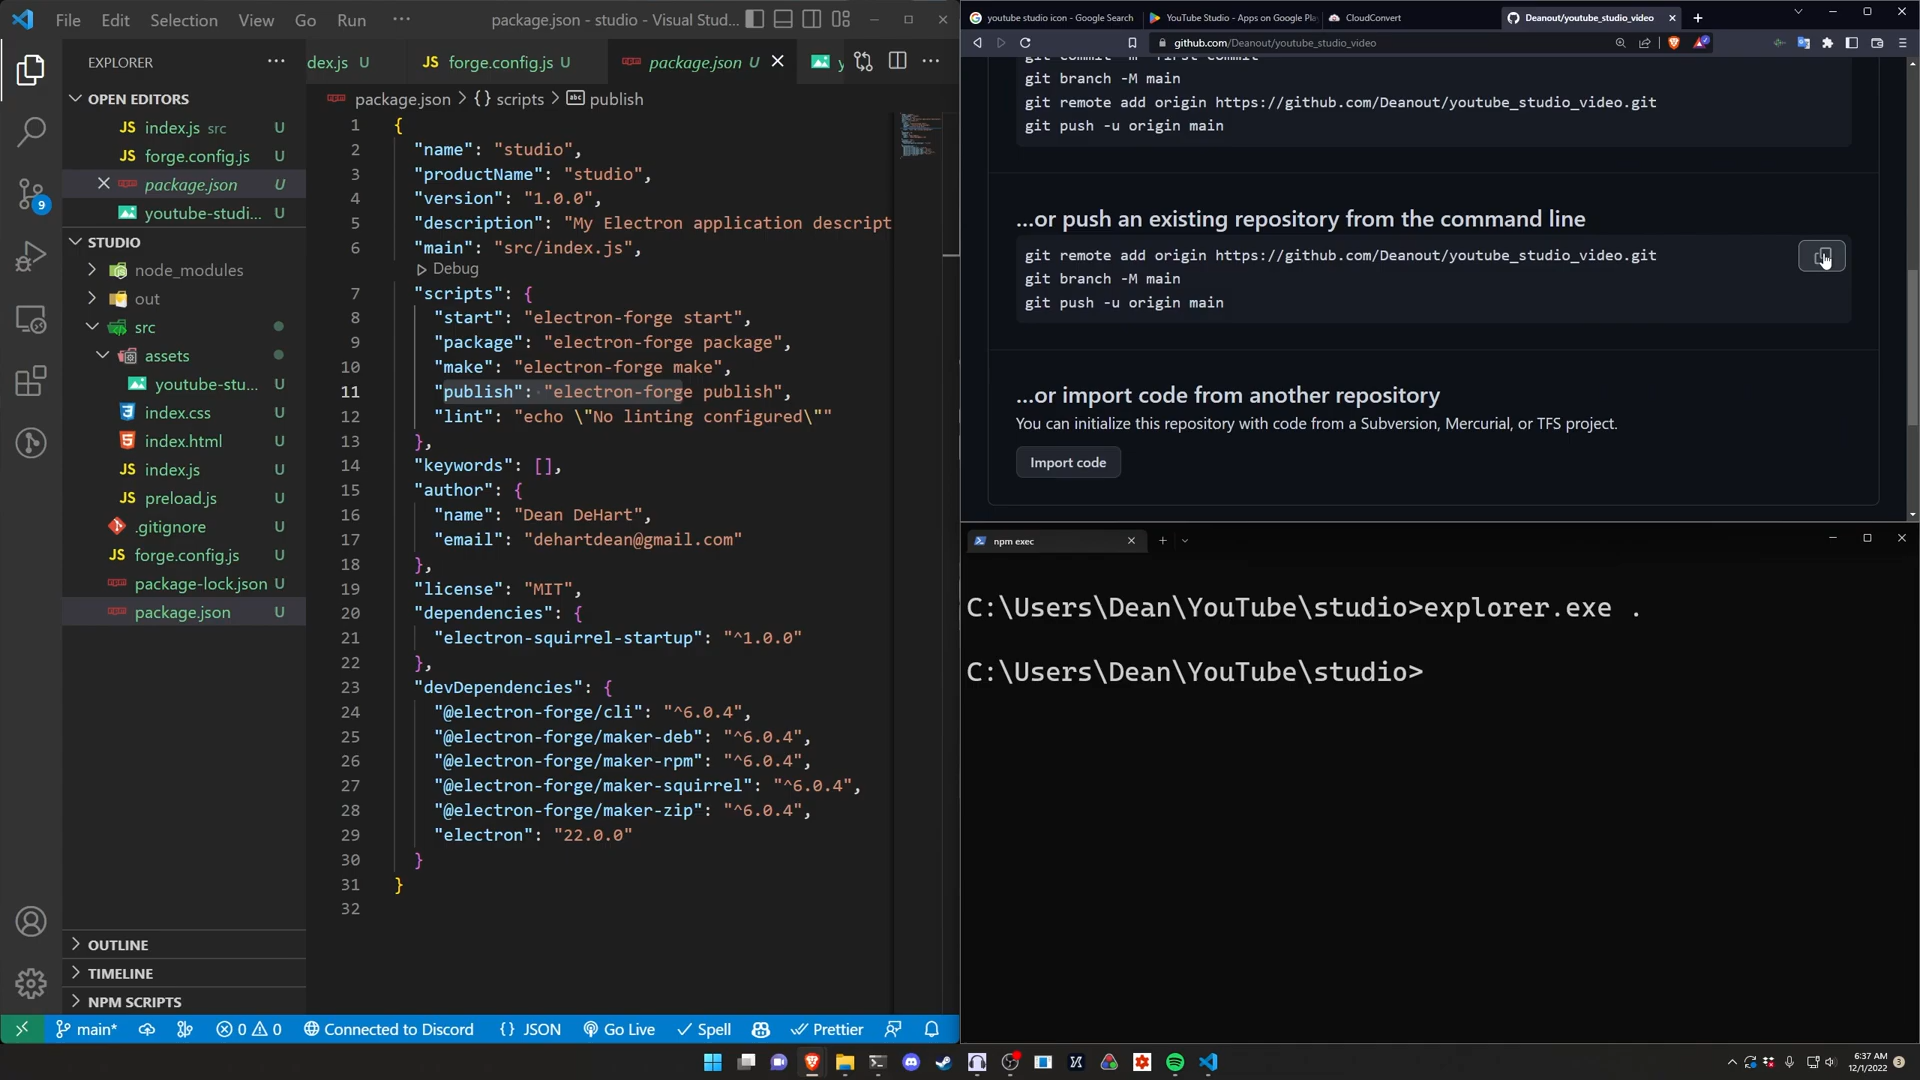 File Edit Selection View Go Run ··· package.json - studio - Visual Stud...
EXPLORER
OPEN EDITORS
JS index.js src U
JS forge.config.js U
package.json U
youtube-studi... U
STUDIO
node_modules
out
src
assets
youtube-stu... U
index.css U
index.html U
JS index.js U
JS preload.js U
.gitignore U
JS forge.config.js U
package-lock.json U
package.json U
OUTLINE
TIMELINE
NPM SCRIPTS
9
dex.js U JS forge.config.js U package.json U
package.json > {} scripts > abc publish
1 {
2 "name": "studio",
3 "productName": "studio",
4 "version": "1.0.0",
5 "description": "My Electron application descript
6 "main": "src/index.js",
Debug
7 "scripts": {
8 "start": "electron-forge start",
9 "package": "electron-forge package",
10 "make": "electron-forge make",
11 "publish": "electron-forge publish",
12 "lint": "echo \"No linting configured\""
13 },
14 "keywords": [],
15 "author": {
16 "name": "Dean DeHart",
17 "email": "dehartdean@gmail.com"
18 },
19 "license": "MIT",
20 "dependencies": {
21 "electron-squirrel-startup": "^1.0.0"
22 },
23 "devDependencies": {
24 "@electron-forge/cli": "^6.0.4",
25 "@electron-forge/maker-deb": "^6.0.4",
26 "@electron-forge/maker-rpm": "^6.0.4",
27 "@electron-forge/maker-squirrel": "^6.0.4",
28 "@electron-forge/maker-zip": "^6.0.4",
29 "electron": "22.0.0"
30 }
31 }
32
main* 0 0 Connected to Discord {} JSON Go Live Spell Prettier
youtube studio icon - Google Search YouTube Studio - Apps on Google Pla CloudConvert Deanout/youtube_studio_video
github.com/Deanout/youtube_studio_video
git branch -M main
git remote add origin https://github.com/Deanout/youtube_studio_video.git
git push -u origin main
...or push an existing repository from the command line
git remote add origin https://github.com/Deanout/youtube_studio_video.git
git branch -M main
git push -u origin main
...or import code from another repository
You can initialize this repository with code from a Subversion, Mercurial, or TFS project.
Import code
npm exec
C:\Users\Dean\YouTube\studio>explorer.exe .
C:\Users\Dean\YouTube\studio>
6:37 AM
12/1/2022
3